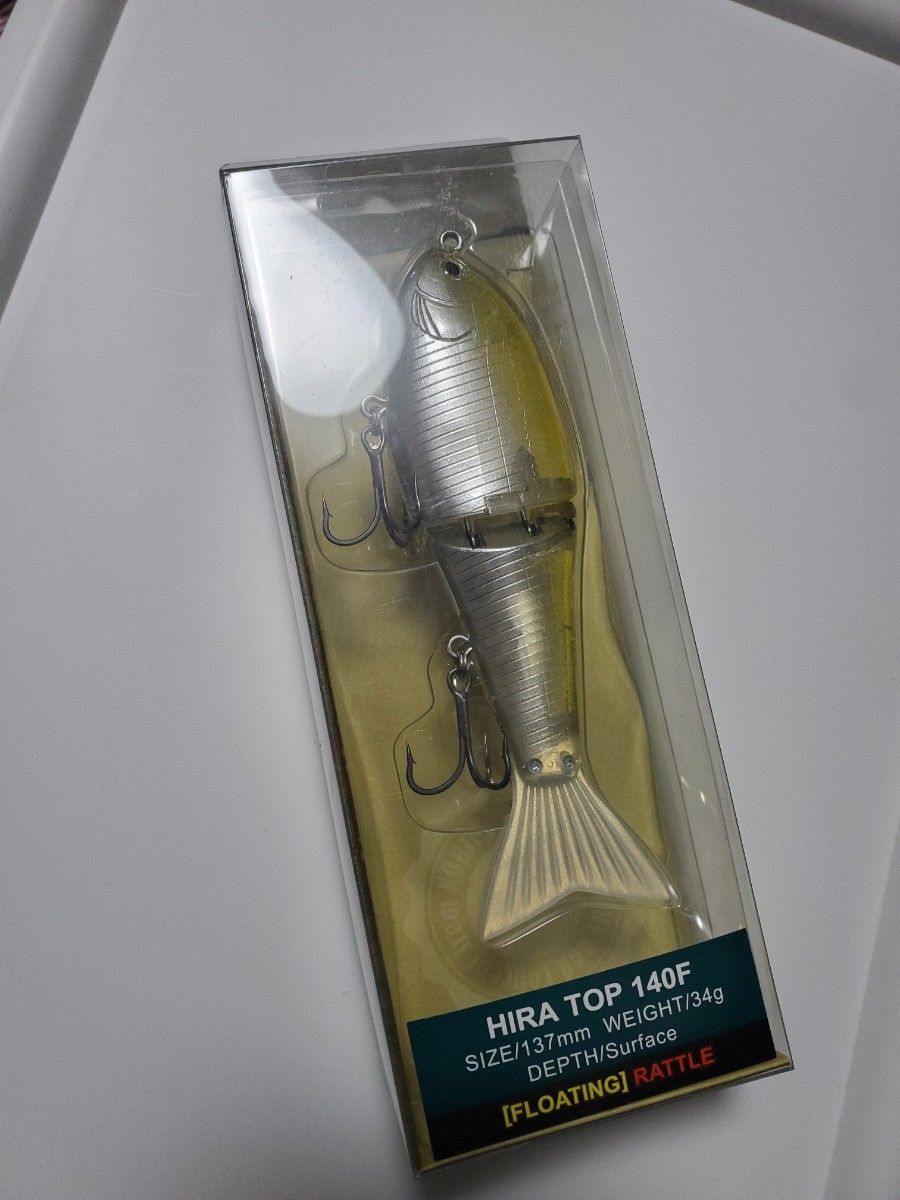 HIRA TOP 140F
SIZE/137mm WEIGHT/34g
DEPTH/Surface
[FLOATING] RATTLE